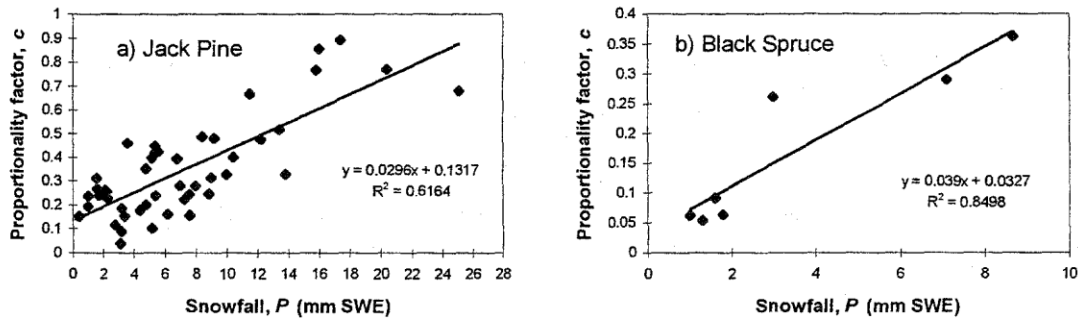 Proportionality factor, c
1
0.9
0.8
0.7
0.6
0.5
0.4
0.3
0.2
0.1
0
a) Jack Pine
y = 0.0296x + 0.1317
R² = 0.6164
0 2 4 6 8 10 12 14 16 18 20 22 24 26 28
Snowfall, P (mm SWE)
Proportionality factor, c
0.4
0.35
0.3
0.25
0.2
0.15
0.1
0.05
0
b) Black Spruce
y = 0.039x + 0.0327
R² = 0.8498
0 2 4 6 8 10
Snowfall, P (mm SWE)